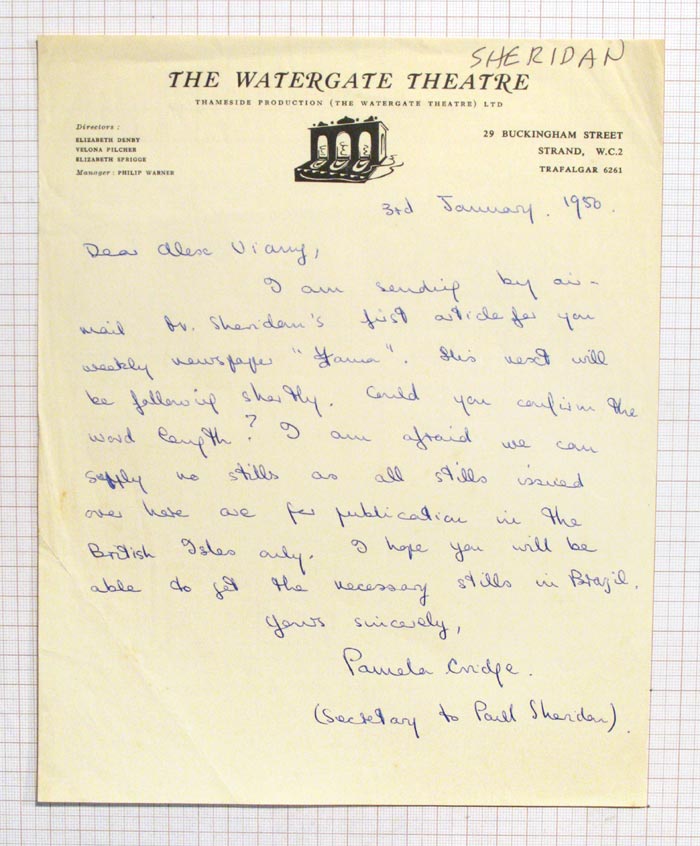 SHERIDAN
THE WATERGATE THEATRE
THAMESIDE PRODUCTION (THE WATERGATE THEATRE) LTD
Directors:
ELIZABETH DENBY
VELONA PILCHER
ELIZABETH SPRIGGE
Manager: PHILIP WARNER
29 BUCKINGHAM STREET
STRAND, W.C.2
TRAFALGAR 6261
3rd January. 1950.
Dear Alex Viany,
I am sending by air-
mail Dr. Sheridan's first article for you
weekly newspaper " ". His next will
be following shortly. Could you confirm the
word length? I am afraid we can
supply no stills as all stills issued
over here are for publication in the
British Isles only. I hope you will be
able to get the necessary stills in Brazil.
Yours sincerely,
Pamela Cridge.
(Secretary to Paul Sheridan).